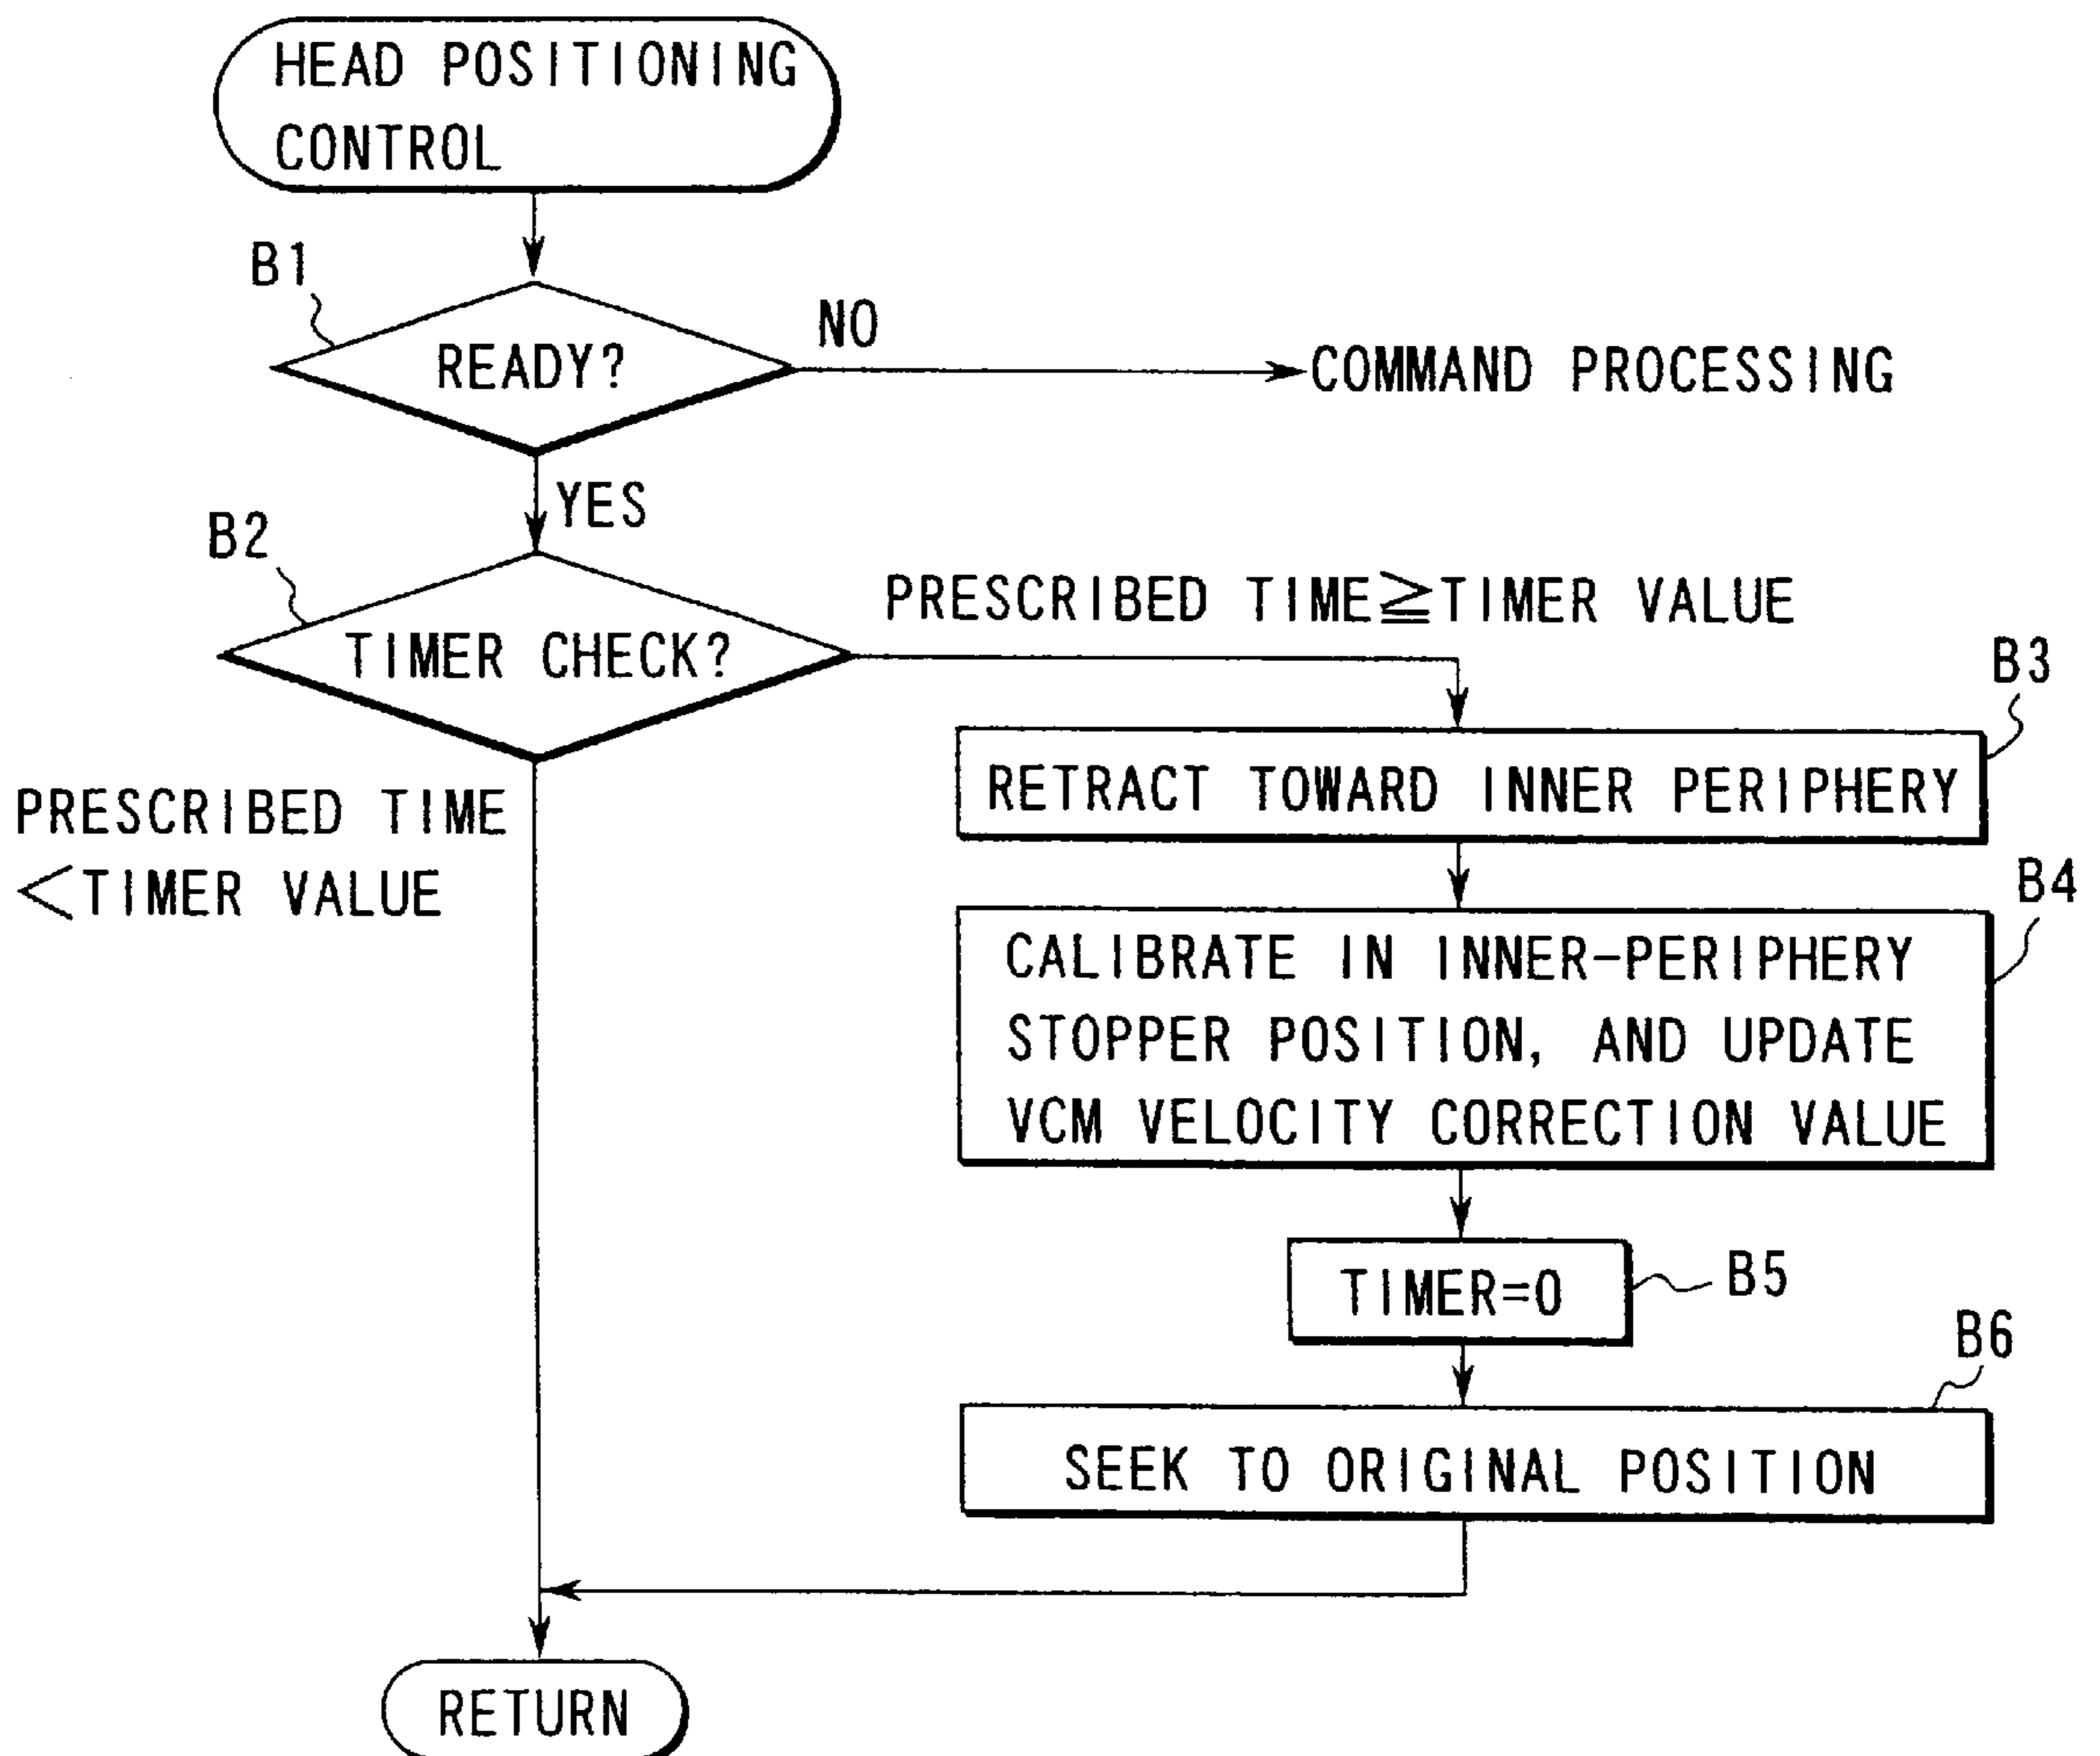 HEAD POSITIONING
CONTROL
B1
READY?
NO
COMMAND PROCESSING
YES
B2
TIMER CHECK?
PRESCRIBED TIME≧TIMER VALUE
PRESCRIBED TIME
<TIMER VALUE
B3
RETRACT TOWARD INNER PERIPHERY
B4
CALIBRATE IN INNER-PERIPHERY
STOPPER POSITION, AND UPDATE
VCM VELOCITY CORRECTION VALUE
TIMER=0
B5
B6
SEEK TO ORIGINAL POSITION
RETURN